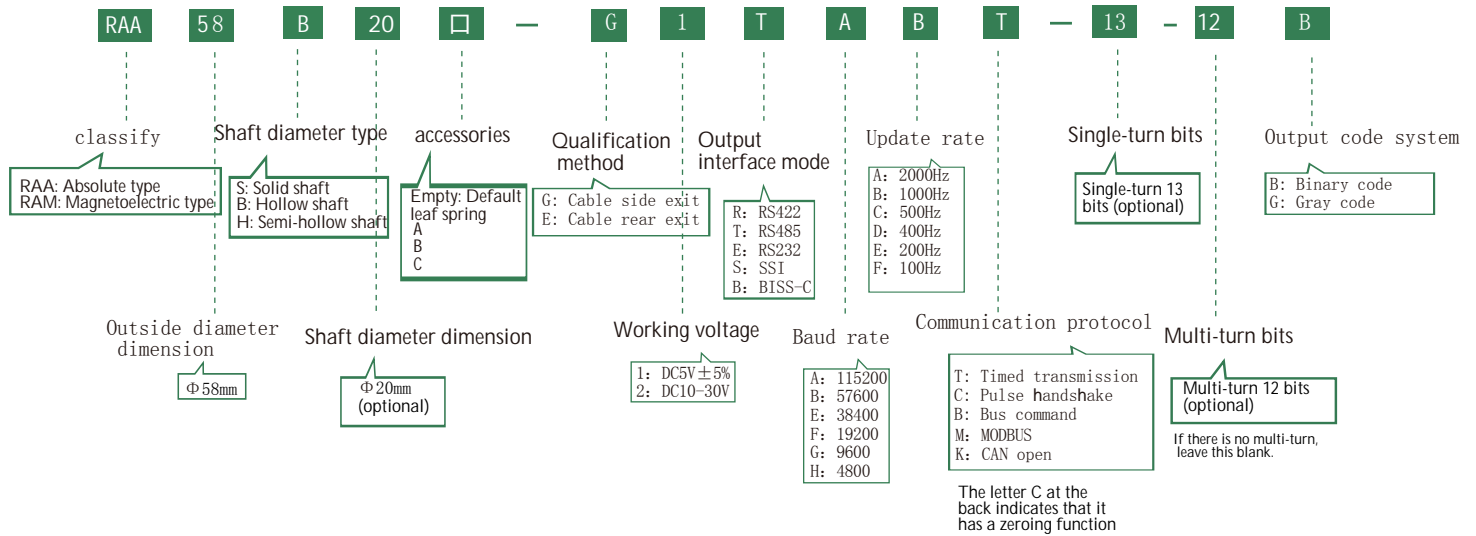 RAA 58 B 20 口 — G 1 T A B T — 13 - 12 B
classify
RAA: Absolute type
RAM: Magnetoelectric type
Shaft diameter type
S: Solid shaft
B: Hollow shaft
H: Semi-hollow shaft
accessories
Empty: Default
leaf spring
A
B
C
Qualification
method
G: Cable side exit
E: Cable rear exit
Output
interface mode
R: RS422
T: RS485
E: RS232
S: SSI
B: BISS-C
Update rate
A: 2000Hz
B: 1000Hz
C: 500Hz
D: 400Hz
E: 200Hz
F: 100Hz
Single-turn bits
Single-turn 13
bits (optional)
Output code system
B: Binary code
G: Gray code
Outside diameter
dimension
Φ58mm
Shaft diameter dimension
Φ20mm
(optional)
Working voltage
1: DC5V±5%
2: DC10-30V
Baud rate
A: 115200
B: 57600
E: 38400
F: 19200
G: 9600
H: 4800
Communication protocol
T: Timed transmission
C: Pulse handshake
B: Bus command
M: MODBUS
K: CAN open
The letter C at the
back indicates that it
has a zeroing function
Multi-turn bits
Multi-turn 12 bits
(optional)
If there is no multi-turn,
leave this blank.